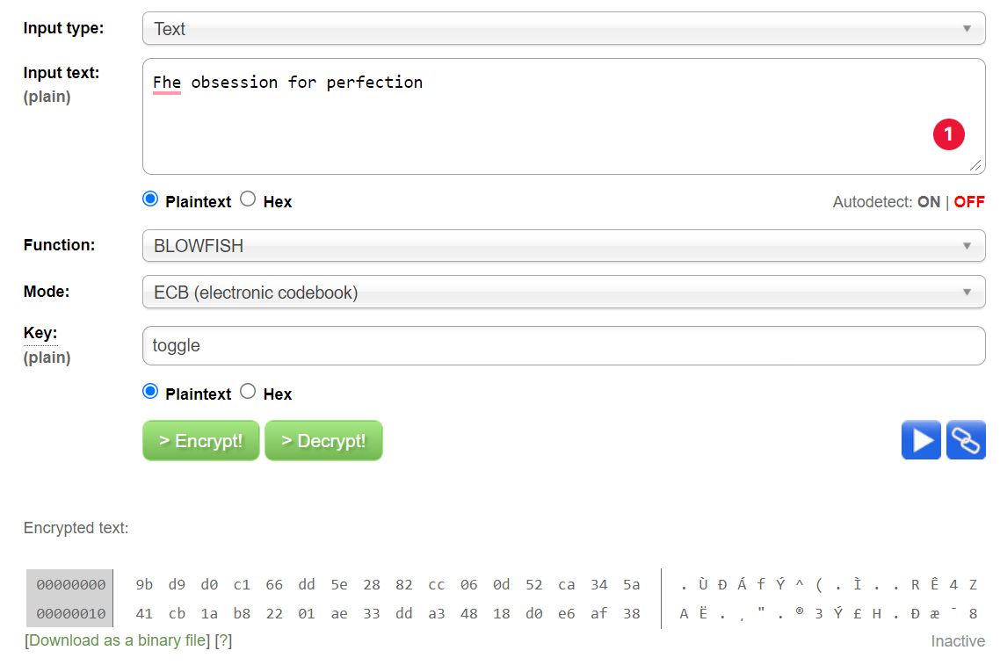 Input type: Text
Input text: Fhe obsession for perfection
(plain)
1
Plaintext Hex Autodetect: ON | OFF
Function: BLOWFISH
Mode: ECB (electronic codebook)
Key: toggle
(plain)
Plaintext Hex
> Encrypt! > Decrypt!
Encrypted text:
00000000 9b d9 d0 c1 66 dd 5e 28 82 cc 06 0d 52 ca 34 5a . Ù Ð Á f Ý ^ ( . Ì . . R Ê 4 Z
00000010 41 cb 1a b8 22 01 ae 33 dd a3 48 18 d0 e6 af 38 A Ë . ¸ " . ® 3 Ý £ H . Ð æ ¯ 8
[Download as a binary file] [?] Inactive